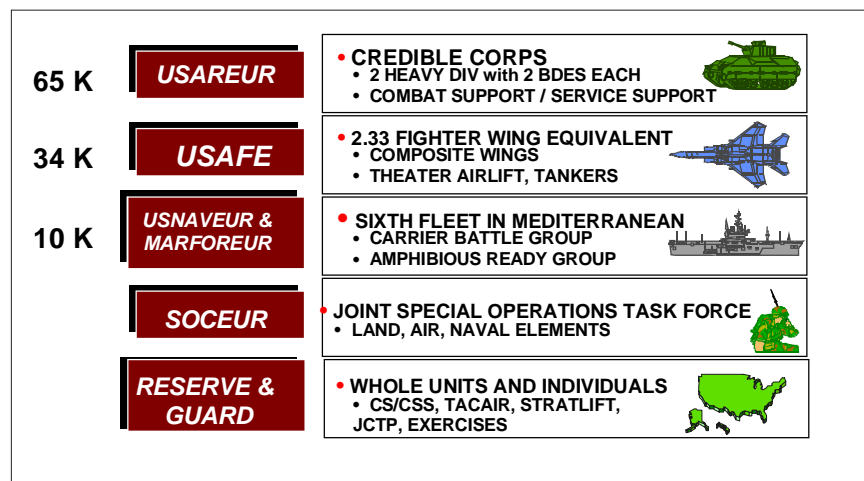 65 K
USAREUR
• CREDIBLE CORPS
• 2 HEAVY DIV with 2 BDES EACH
• COMBAT SUPPORT / SERVICE SUPPORT
34 K
USAFE
• 2.33 FIGHTER WING EQUIVALENT
• COMPOSITE WINGS
• THEATER AIRLIFT, TANKERS
10 K
USNAVEUR &
MARFOREUR
• SIXTH FLEET IN MEDITERRANEAN
• CARRIER BATTLE GROUP
• AMPHIBIOUS READY GROUP
SOCEUR
• JOINT SPECIAL OPERATIONS TASK FORCE
• LAND, AIR, NAVAL ELEMENTS
RESERVE &
GUARD
• WHOLE UNITS AND INDIVIDUALS
• CS/CSS, TACAIR, STRATLIFT,
JCTP, EXERCISES